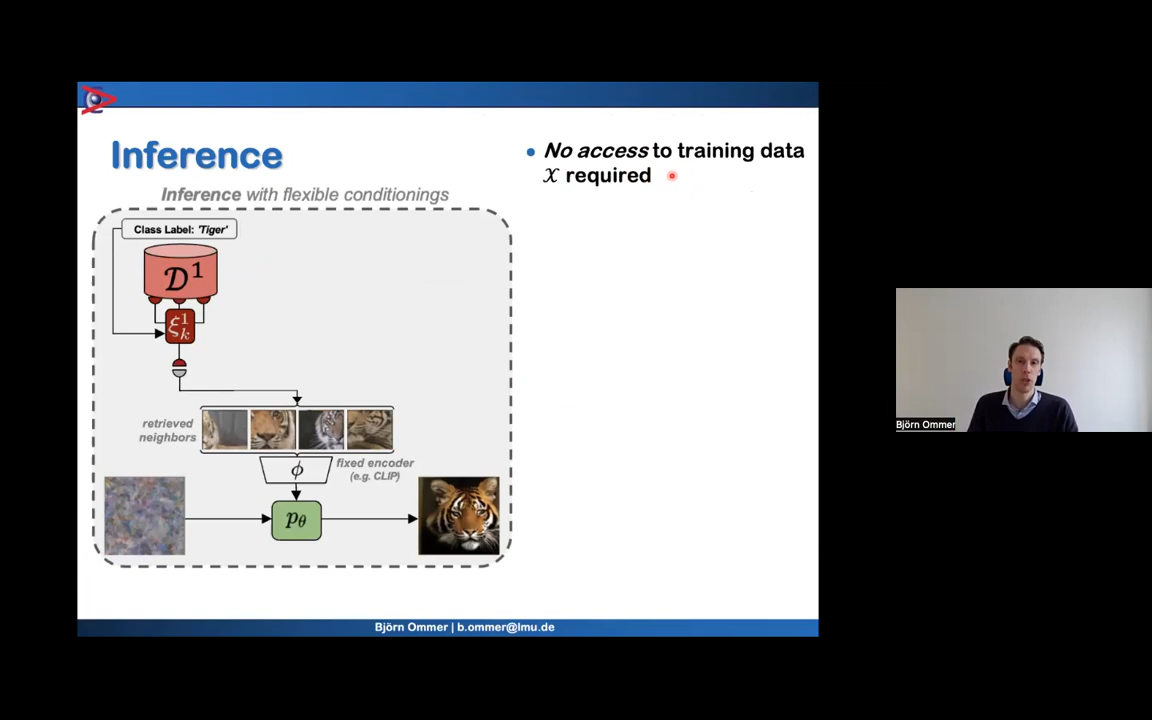 Inference
Inference with flexible conditionings
Class Label: 'Tiger'
𝒟¹
ξ¹ₖ
retrieved
neighbors
ϕ
fixed encoder
(e.g. CLIP)
p_θ
• No access to training data
𝒳 required
Björn Ommer | b.ommer@lmu.de
Björn Ommer